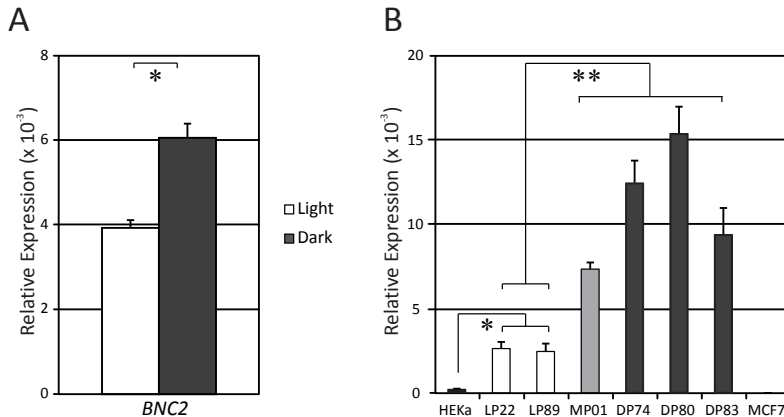 A
Relative Expression (x 10⁻³)
8
6
4
2
0
*
BNC2
Light
Dark
B
Relative Expression (x 10⁻³)
20
15
10
5
0
**
*
HEKa LP22 LP89 MP01 DP74 DP80 DP83 MCF7